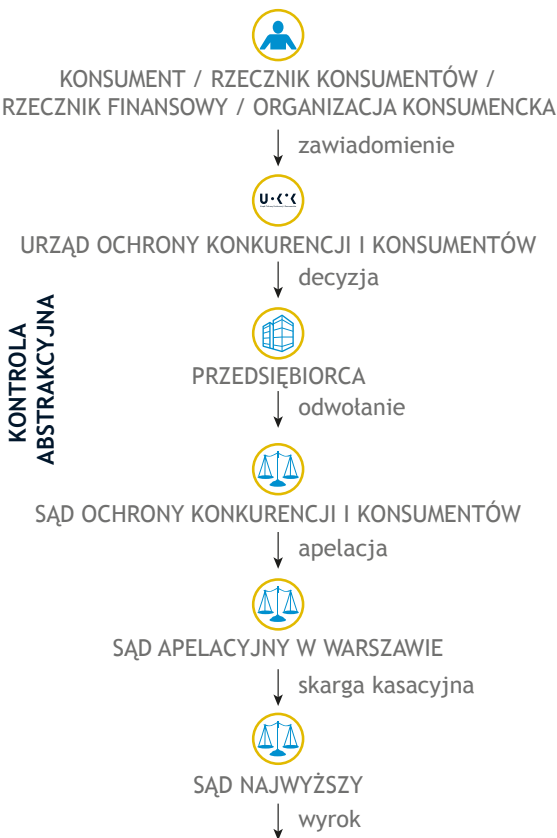 KONSUMENT / RZECZNIK KONSUMENTÓW /
RZECZNIK FINANSOWY / ORGANIZACJA KONSUMENCKA
zawiadomienie
UOKiK
URZĄD OCHRONY KONKURENCJI I KONSUMENTÓW
decyzja
KONTROLA
ABSTRAKCYJNA
PRZEDSIĘBIORCA
odwołanie
SĄD OCHRONY KONKURENCJI I KONSUMENTÓW
apelacja
SĄD APELACYJNY W WARSZAWIE
skarga kasacyjna
SĄD NAJWYŻSZY
wyrok